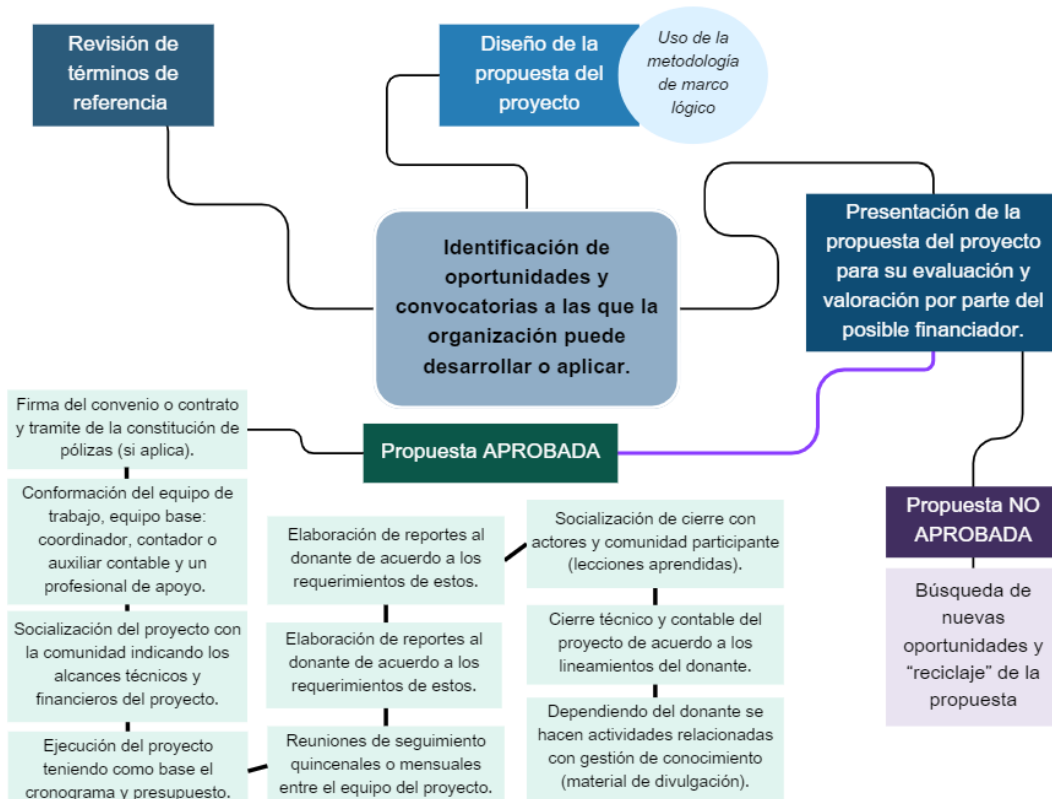 Revisión de
términos de
referencia
Diseño de la
propuesta del
proyecto
Uso de la
metodología
de marco
lógico
Identificación de
oportunidades y
convocatorias a las que la
organización puede
desarrollar o aplicar.
Presentación de la
propuesta del proyecto
para su evaluación y
valoración por parte del
posible financiador.
Propuesta APROBADA
Firma del convenio o contrato
y tramite de la constitución de
pólizas (si aplica).
Conformación del equipo de
trabajo, equipo base:
coordinador, contador o
auxiliar contable y un
profesional de apoyo.
Socialización del proyecto con
la comunidad indicando los
alcances técnicos y
financieros del proyecto.
Ejecución del proyecto
teniendo como base el
cronograma y presupuesto.
Reuniones de seguimiento
quincenales o mensuales
entre el equipo del proyecto.
Elaboración de reportes al
donante de acuerdo a los
requerimientos de estos.
Elaboración de reportes al
donante de acuerdo a los
requerimientos de estos.
Socialización de cierre con
actores y comunidad participante
(lecciones aprendidas).
Cierre técnico y contable del
proyecto de acuerdo a los
lineamientos del donante.
Dependiendo del donante se
hacen actividades relacionadas
con gestión de conocimiento
(material de divulgación).
Propuesta NO
APROBADA
Búsqueda de
nuevas
oportunidades y
“reciclaje” de la
propuesta